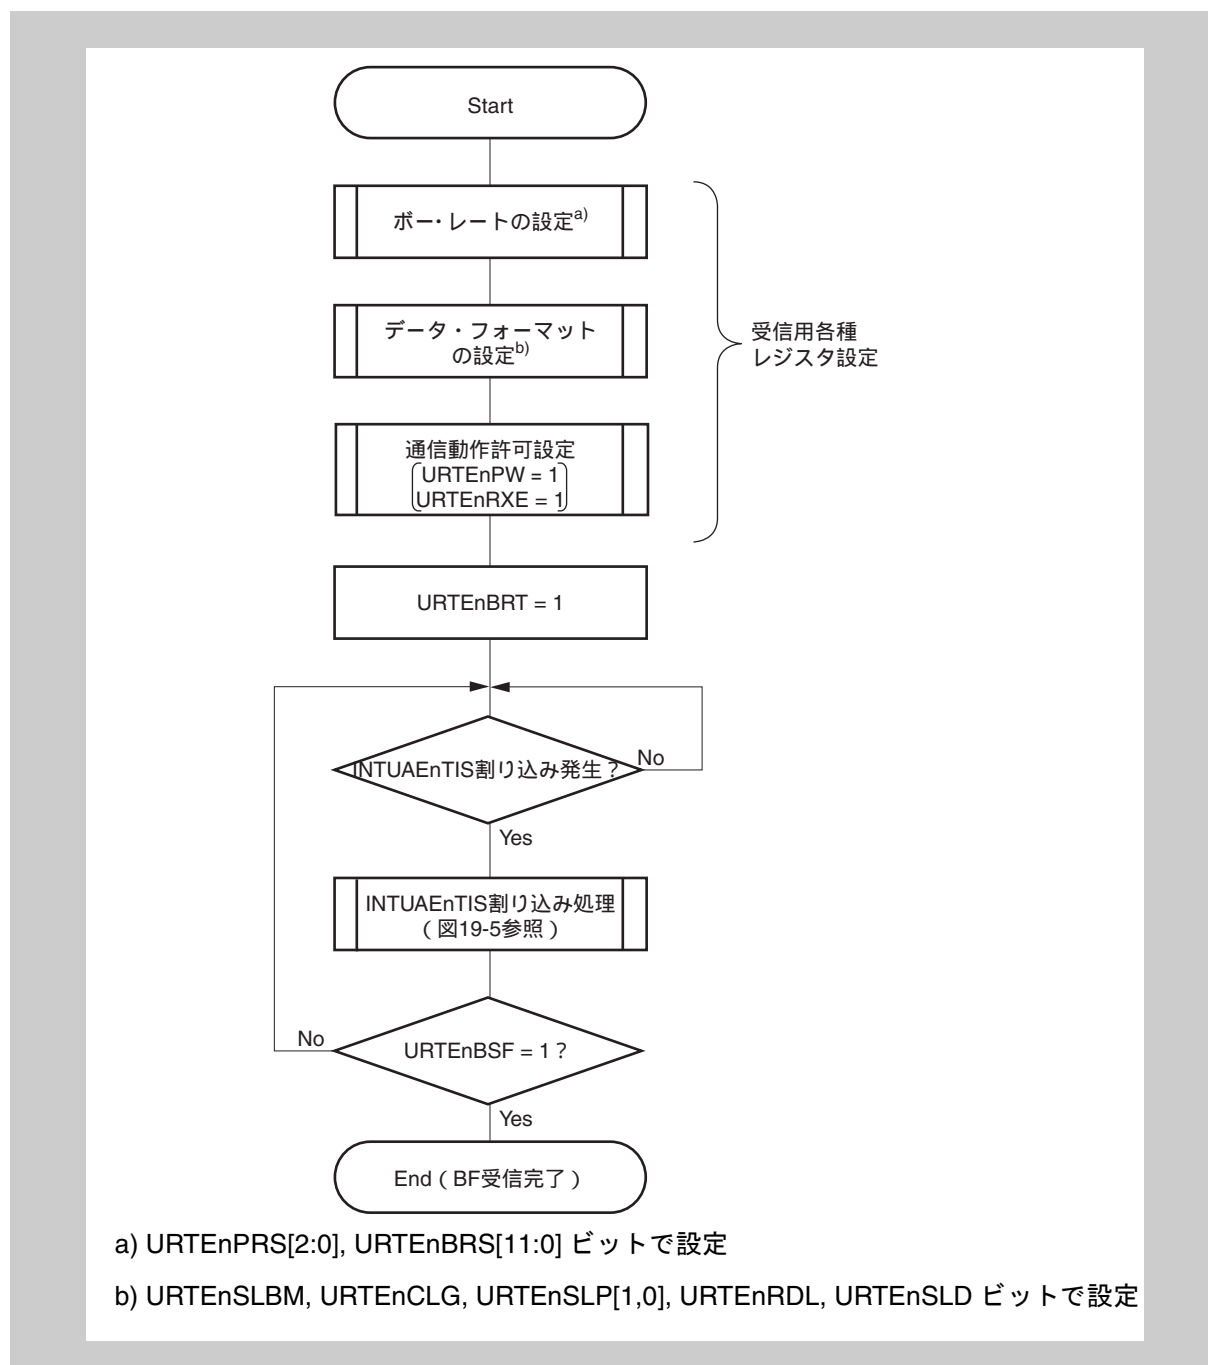 Start
ボー・レートの設定a)
データ・フォーマット
の設定b)
受信用各種
レジスタ設定
通信動作許可設定
URTEnPW = 1
URTEnRXE = 1
URTEnBRT = 1
INTUAEnTIS割り込み発生？
No
Yes
INTUAEnTIS割り込み処理
（図19-5参照）
No
URTEnBSF = 1？
Yes
End（BF受信完了）
a) URTEnPRS[2:0], URTEnBRS[11:0] ビットで設定
b) URTEnSLBM, URTEnCLG, URTEnSLP[1,0], URTEnRDL, URTEnSLD ビットで設定